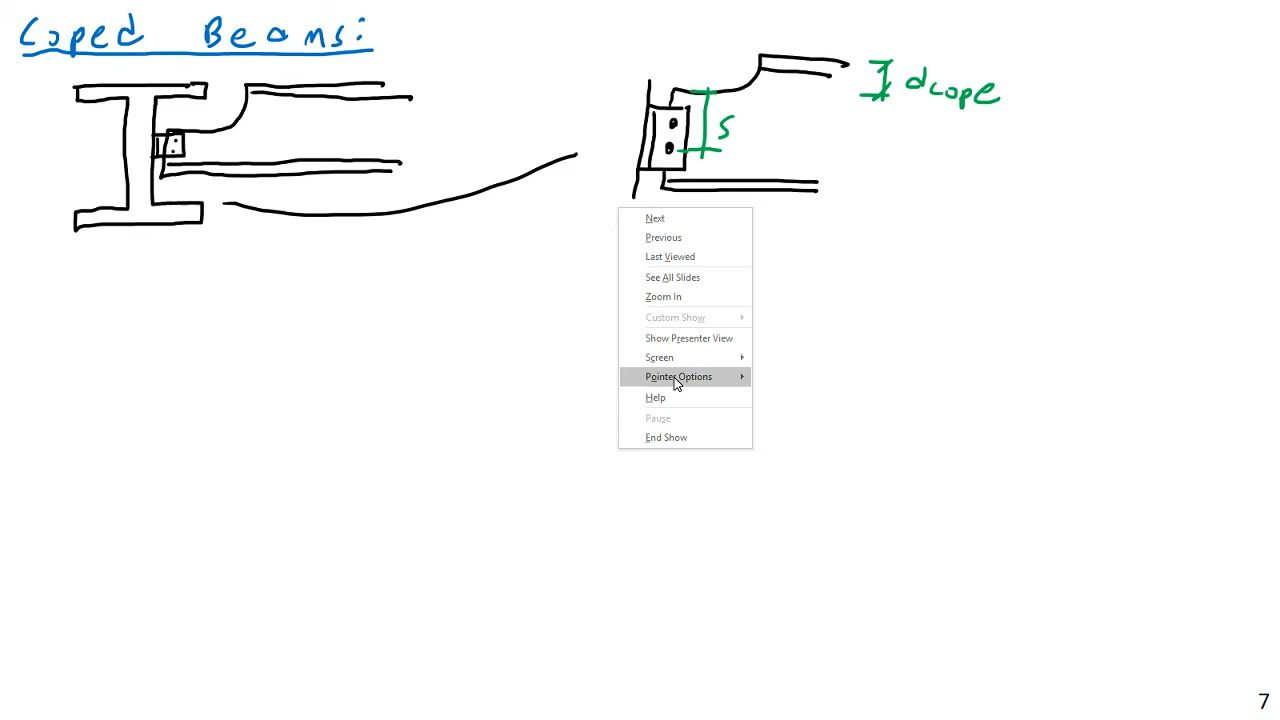 Coped Beams:
dcope
S
Next
Previous
Last Viewed
See All Slides
Zoom In
Custom Show
Show Presenter View
Screen
Pointer Options
Help
Pause
End Show
7